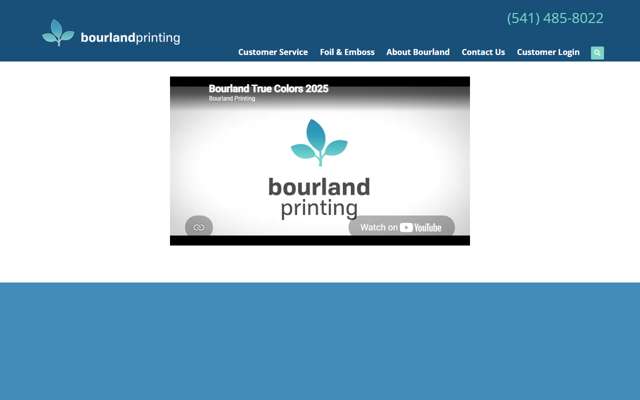 (541) 485-8022
bourlandprinting
Customer Service
Foil & Emboss
About Bourland
Contact Us
Customer Login
Bourland True Colors 2025
Bourland Printing
bourland
printing
Watch on YouTube